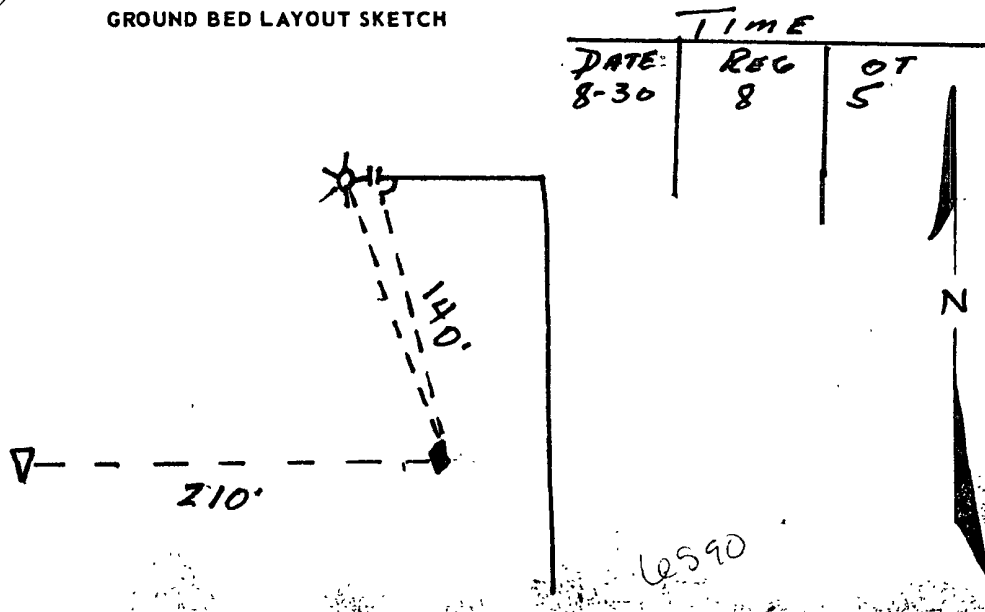 GROUND BED LAYOUT SKETCH
TIME
DATE: REG OT
8-30 8 5
140'
N
210'
6590